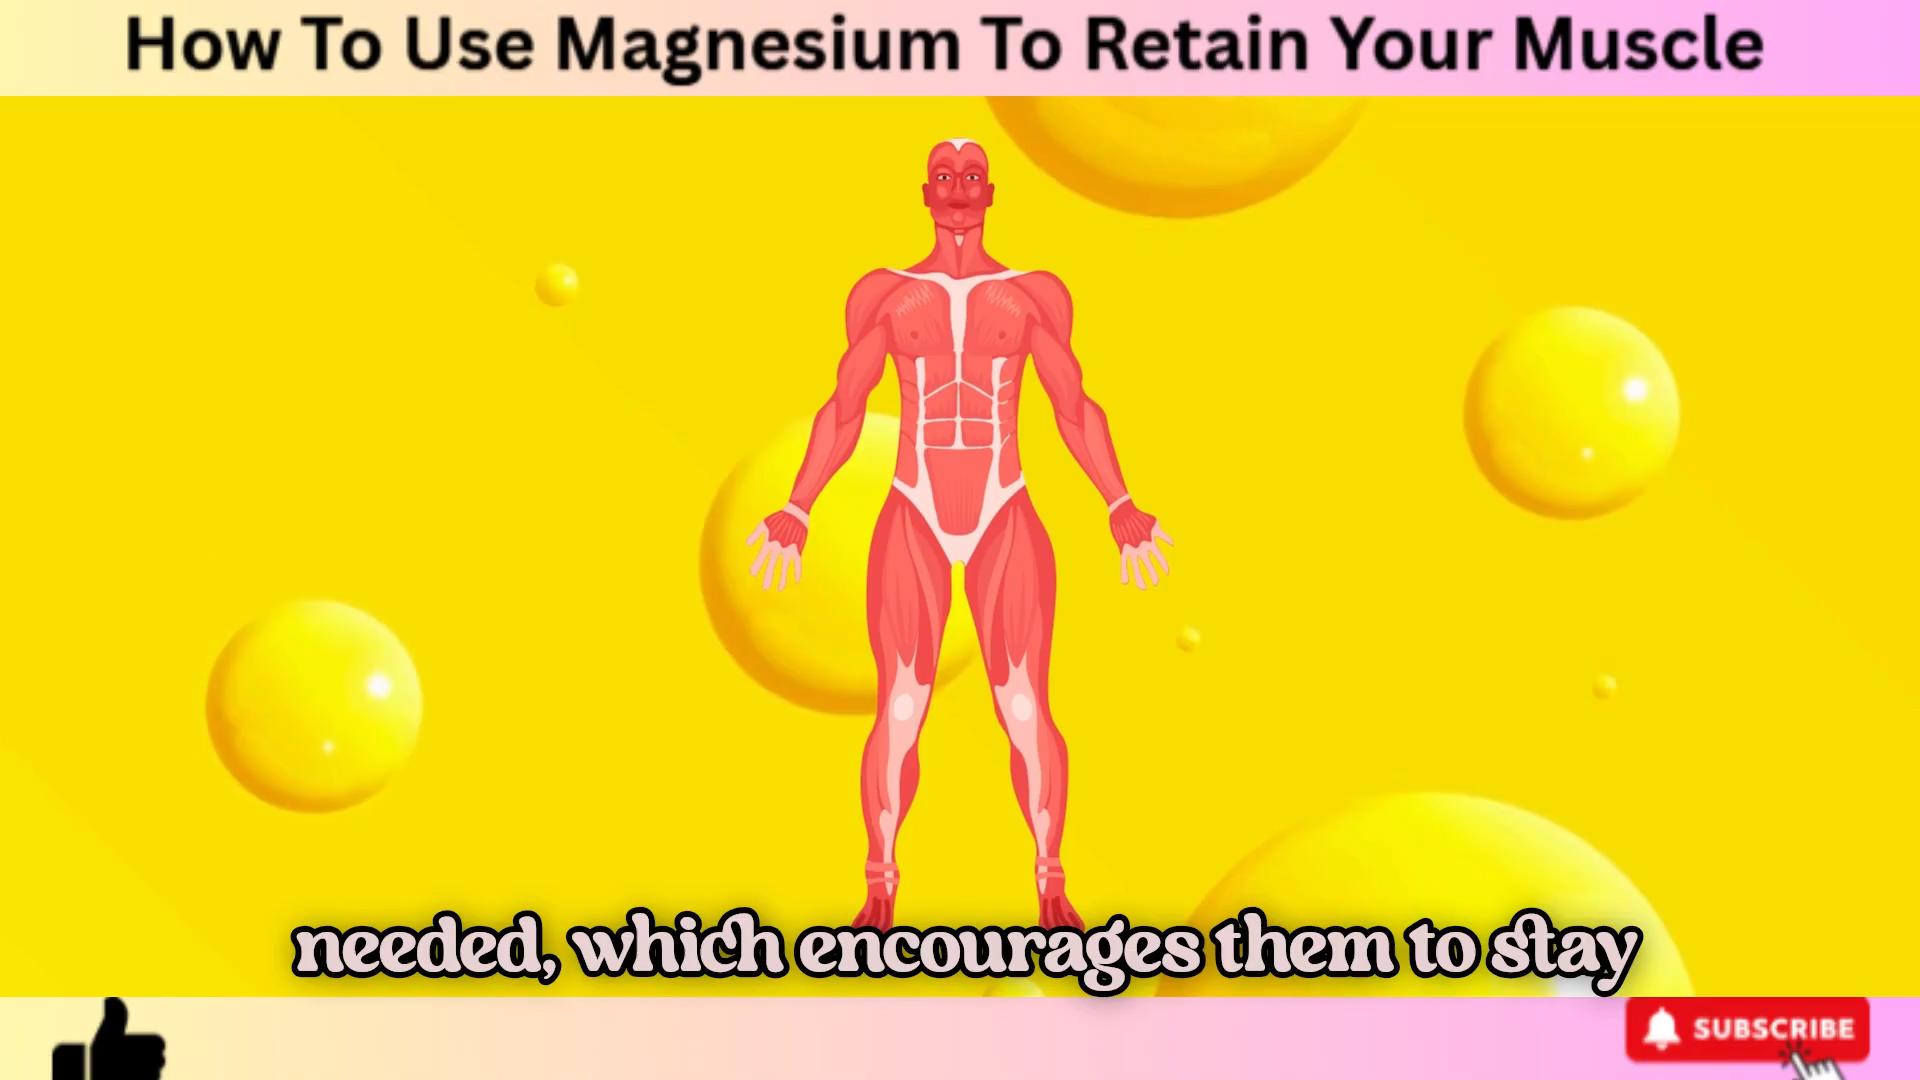 How To Use Magnesium To Retain Your Muscle
needed, which encourages them to stay
SUBSCRIBE